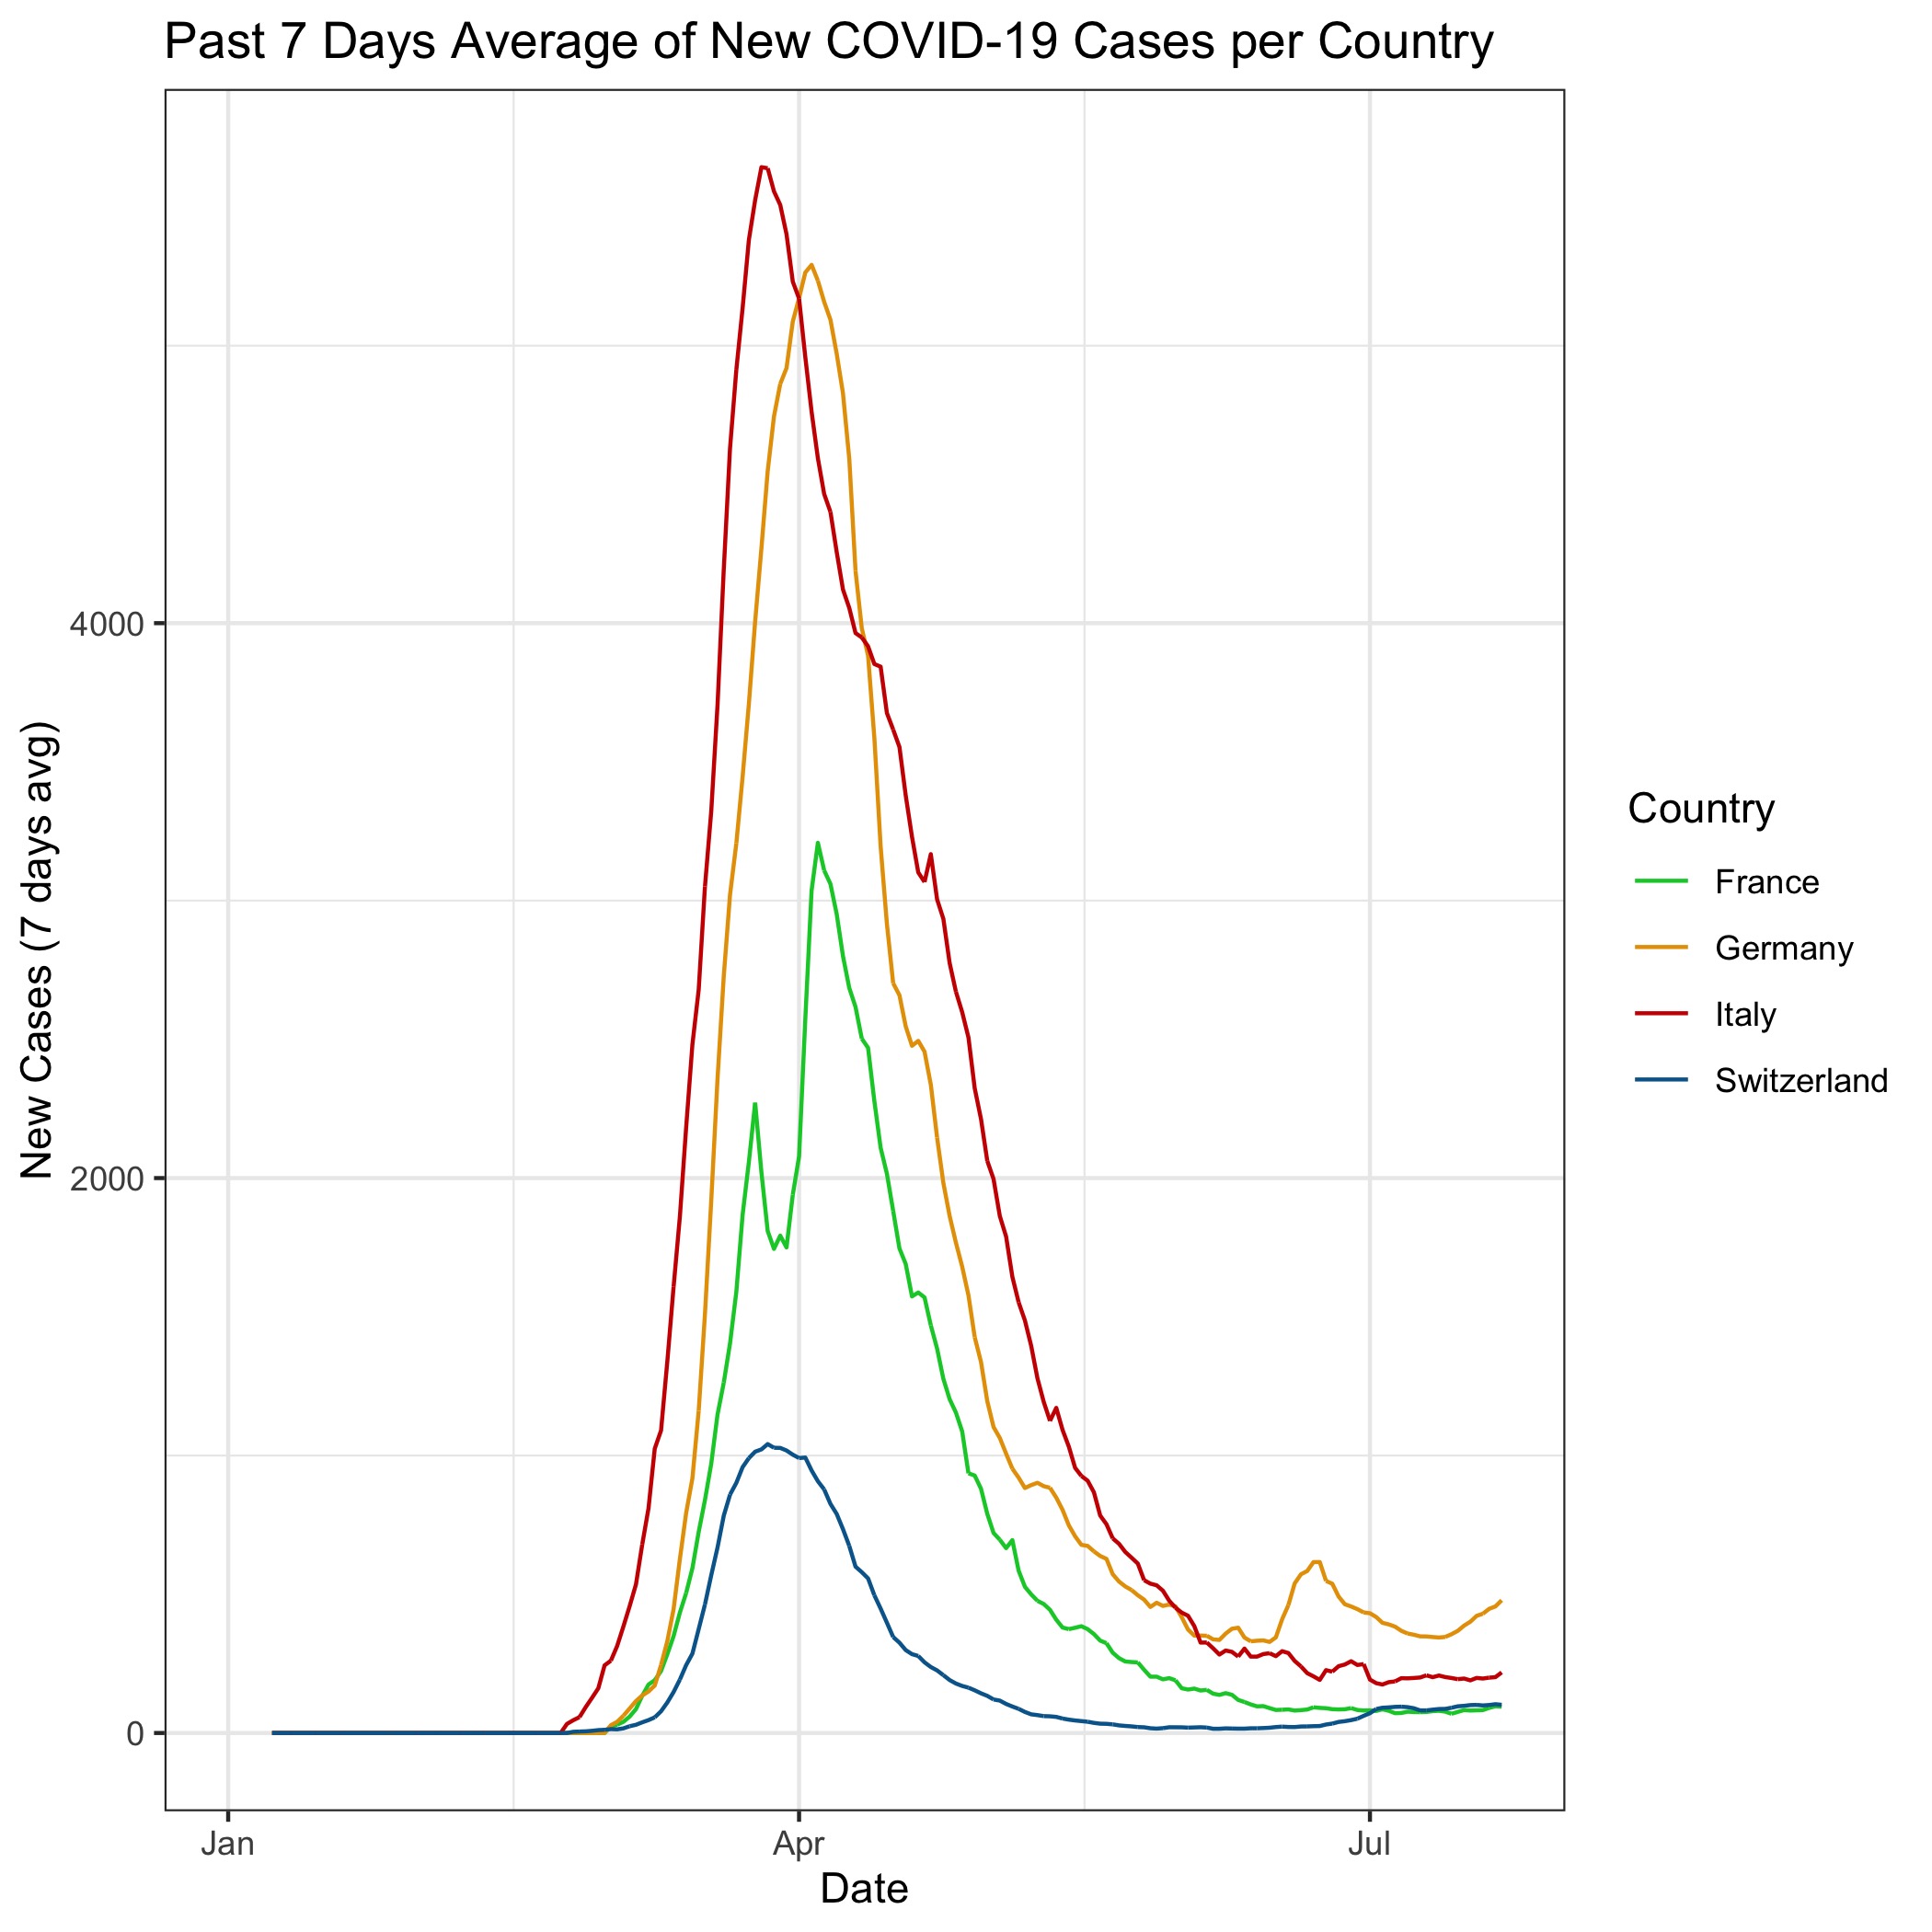 Past 7 Days Average of New COVID-19 Cases per Country
New Cases (7 days avg)
4000
2000
0
Jan
Apr
Jul
Date
Country
France
Germany
Italy
Switzerland